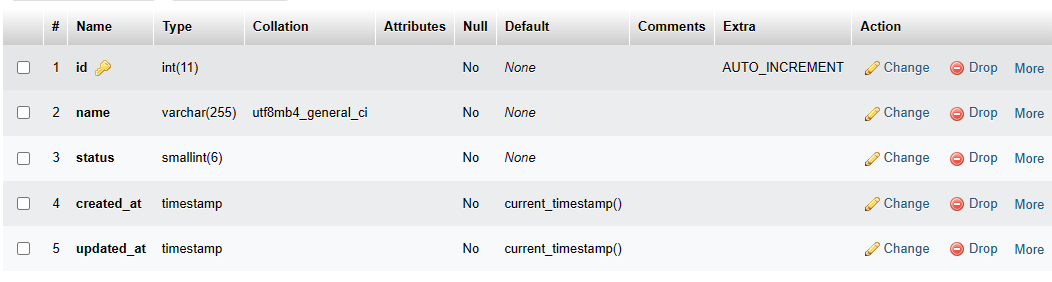 # Name Type Collation Attributes Null Default Comments Extra Action
1 id int(11) No None AUTO_INCREMENT Change Drop More
2 name varchar(255) utf8mb4_general_ci No None Change Drop More
3 status smallint(6) No None Change Drop More
4 created_at timestamp No current_timestamp() Change Drop More
5 updated_at timestamp No current_timestamp() Change Drop More